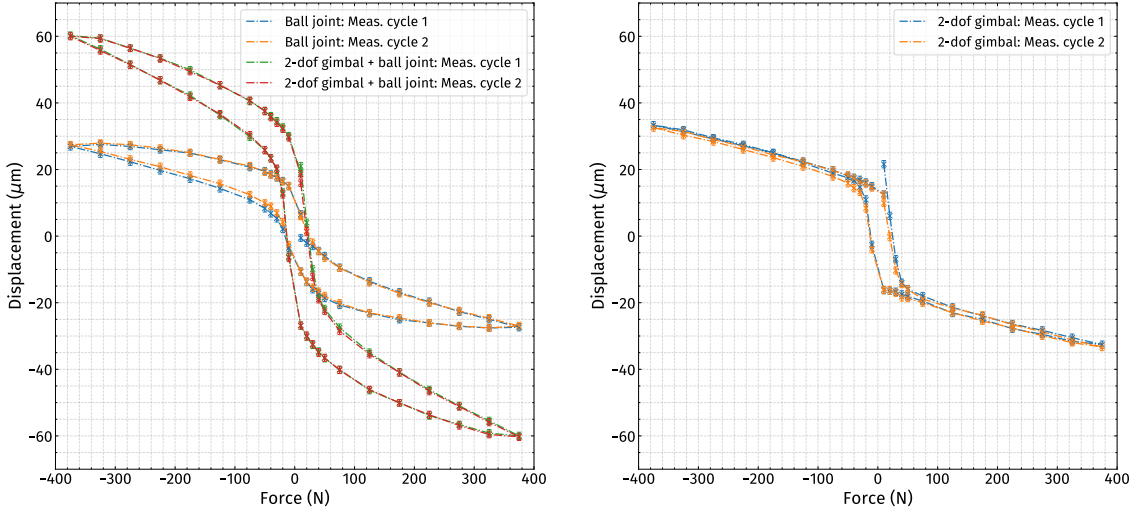 Ball joint: Meas. cycle 1
Ball joint: Meas. cycle 2
2-dof gimbal + ball joint: Meas. cycle 1
2-dof gimbal + ball joint: Meas. cycle 2
60
40
20
0
−20
−40
−60
Displacement (μm)
−400 −300 −200 −100 0 100 200 300 400
Force (N)
2-dof gimbal: Meas. cycle 1
2-dof gimbal: Meas. cycle 2
60
40
20
0
−20
−40
−60
Displacement (μm)
−400 −300 −200 −100 0 100 200 300 400
Force (N)